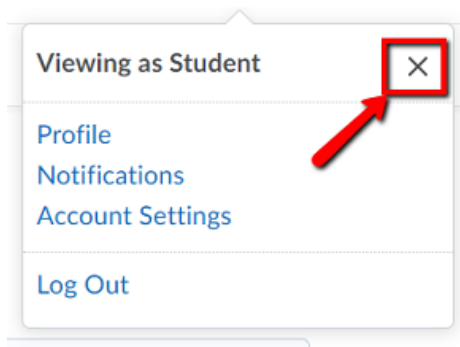 Viewing as Student
Profile
Notifications
Account Settings
Log Out